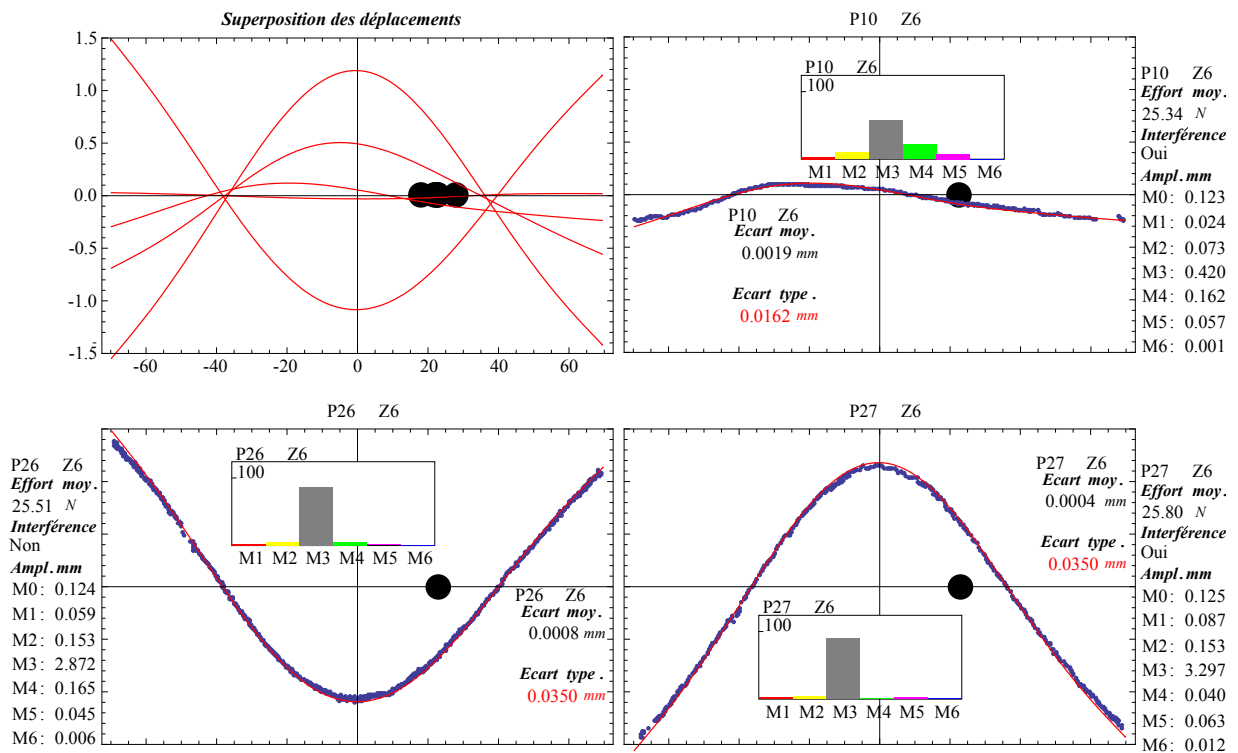 Superposition des déplacements
1.5
1.0
0.5
0.0
-0.5
-1.0
-1.5
-60 -40 -20 0 20 40 60
P10 Z6
P10 Z6
100
M1 M2 M3 M4 M5 M6
P10 Z6
Ecart moy.
0.0019 mm
Ecart type.
0.0162 mm
P10 Z6
Effort moy.
25.34 N
Interférence
Oui
Ampl.mm
M0: 0.123
M1: 0.024
M2: 0.073
M3: 0.420
M4: 0.162
M5: 0.057
M6: 0.001
P26 Z6
P26 Z6
Effort moy.
25.51 N
Interférence
Non
Ampl.mm
M0: 0.124
M1: 0.059
M2: 0.153
M3: 2.872
M4: 0.165
M5: 0.045
M6: 0.006
P26 Z6
100
M1 M2 M3 M4 M5 M6
P26 Z6
Ecart moy.
0.0008 mm
Ecart type.
0.0350 mm
P27 Z6
P27 Z6
Ecart moy.
0.0004 mm
Ecart type.
0.0350 mm
P27 Z6
100
M1 M2 M3 M4 M5 M6
P27 Z6
Effort moy.
25.80 N
Interférence
Oui
Ampl.mm
M0: 0.125
M1: 0.087
M2: 0.153
M3: 3.297
M4: 0.040
M5: 0.063
M6: 0.012